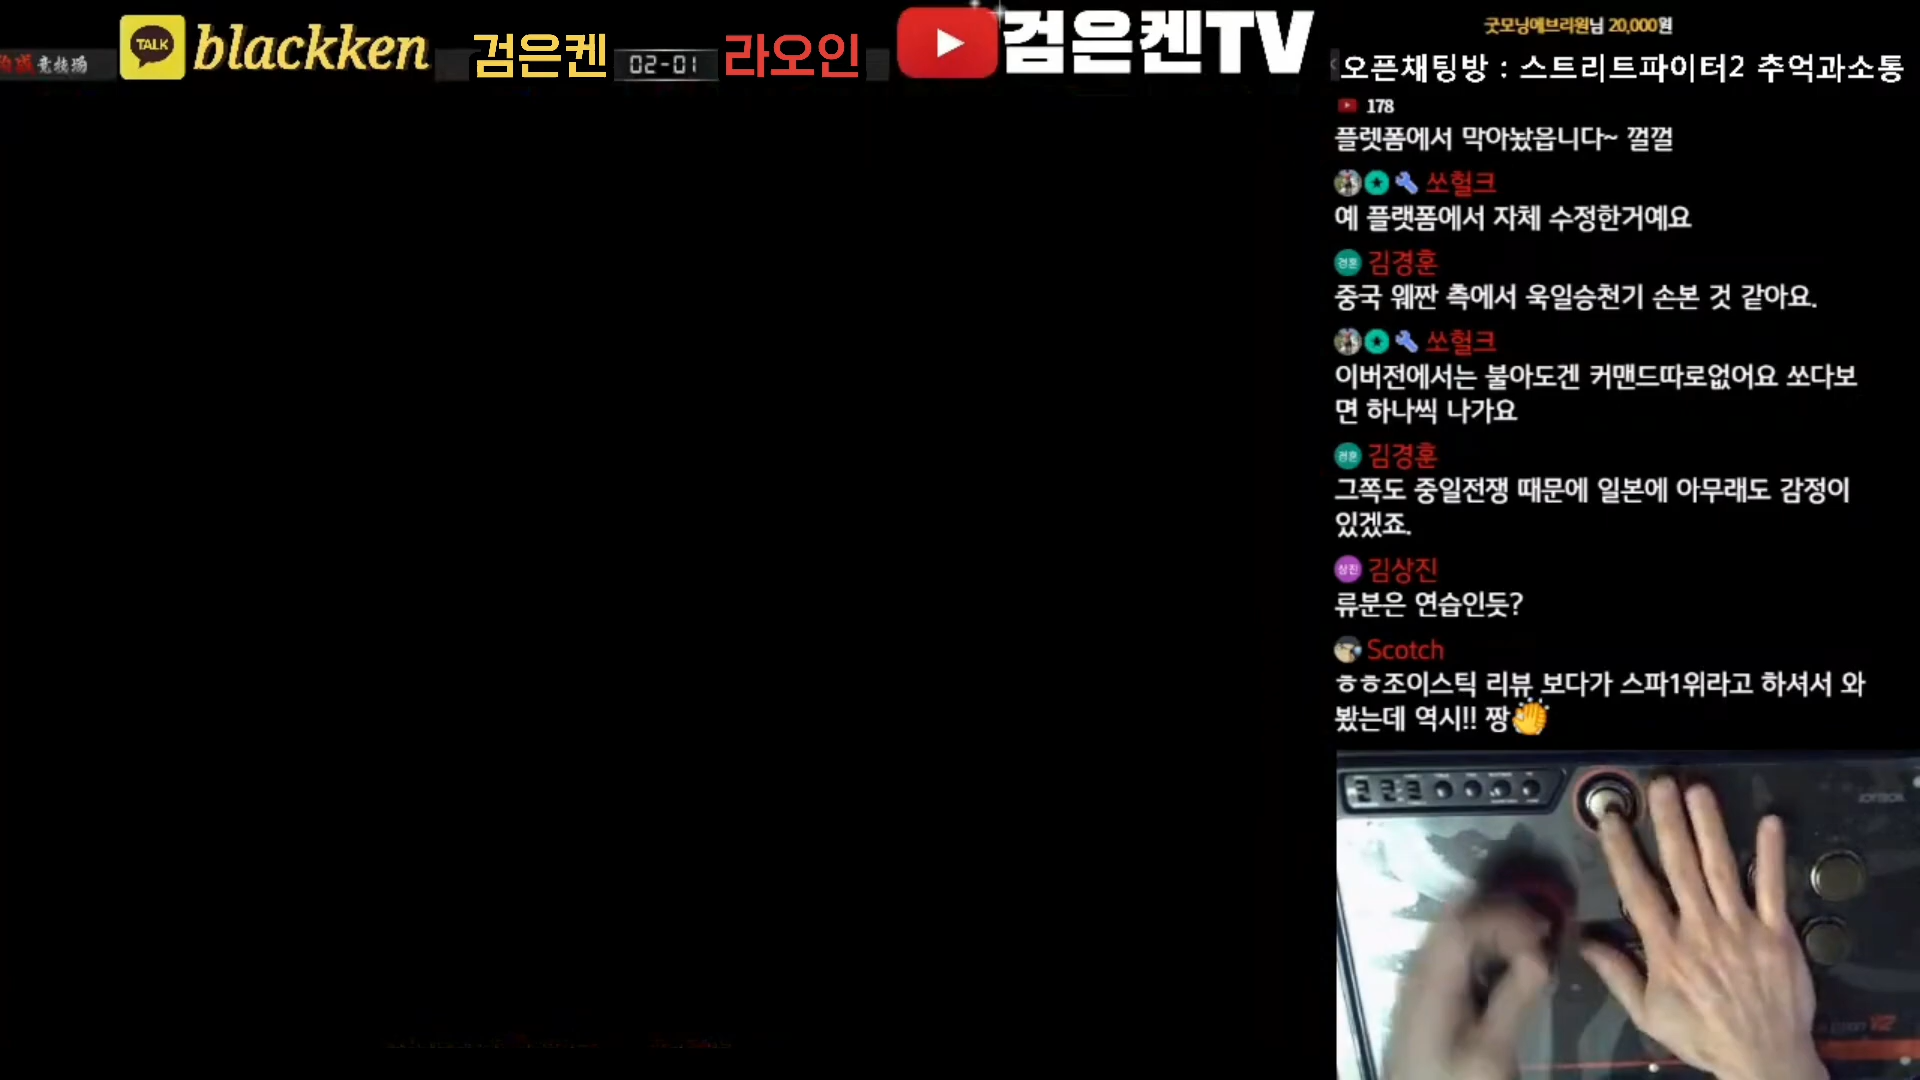 竞技场
TALK
blackken
검은켄
02-01
라오인
검은켄TV
굿모닝에브리원님 20,000원
오픈채팅방 : 스트리트파이터2 추억과소통
178
플렛폼에서 막아놨읍니다~ 껄껄
쏘헐크
예 플랫폼에서 자체 수정한거예요
경훈 김경훈
중국 웨짠 측에서 욱일승천기 손본 것 같아요.
쏘헐크
이버전에서는 불아도겐 커맨드따로없어요 쏘다보
면 하나씩 나가요
경훈 김경훈
그쪽도 중일전쟁 때문에 일본에 아무래도 감정이
있겠죠.
상진 김상진
류분은 연습인듯?
Scotch
ㅎㅎ조이스틱 리뷰 보다가 스파1위라고 하셔서 와
봤는데 역시!! 짱